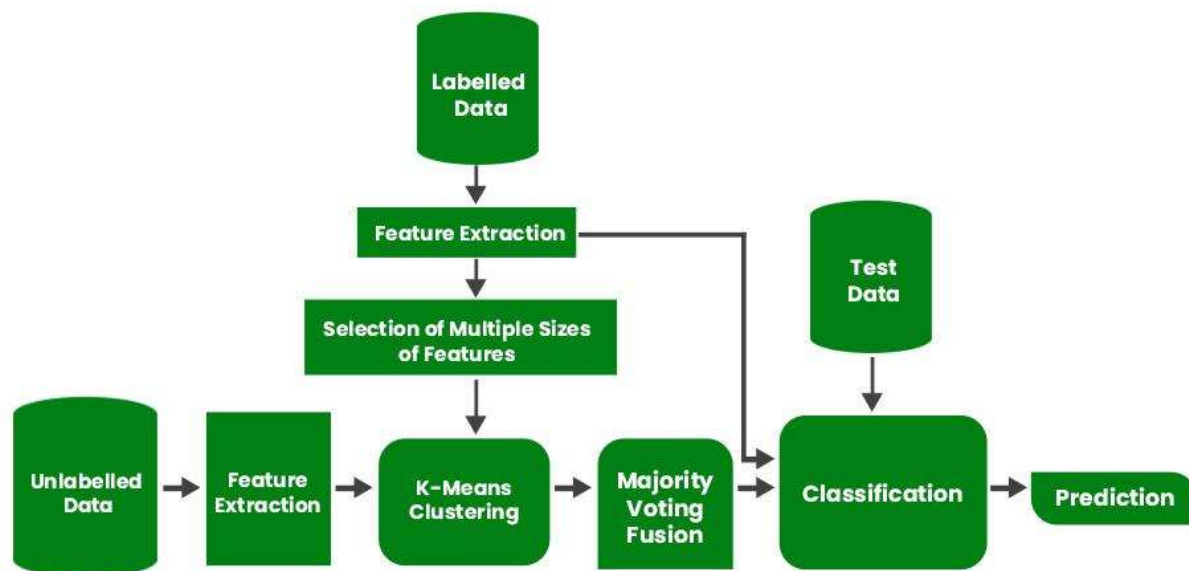 Labelled
Data
Feature Extraction
Selection of Multiple Sizes
of Features
Test
Data
Unlabelled
Data
Feature
Extraction
K-Means
Clustering
Majority
Voting
Fusion
Classification
Prediction